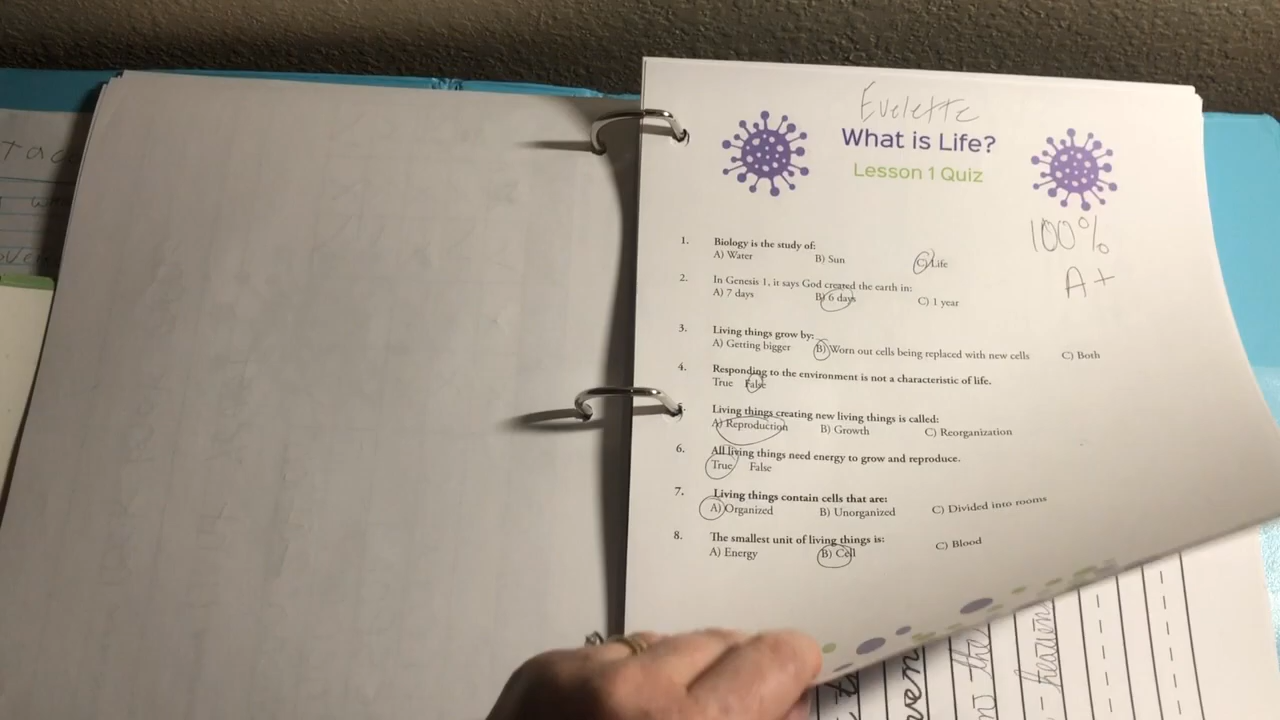 Evelette
What is Life?
Lesson 1 Quiz
100%
A+
1. Biology is the study of:
A) Water B) Sun C) Life
2. In Genesis 1, it says God created the earth in:
A) 7 days B) 6 days C) 1 year
3. Living things grow by:
A) Getting bigger B) Worn out cells being replaced with new cells C) Both
4. Responding to the environment is not a characteristic of life.
True False
5. Living things creating new living things is called:
A) Reproduction B) Growth C) Reorganization
6. All living things need energy to grow and reproduce.
True False
7. Living things contain cells that are:
A) Organized B) Unorganized C) Divided into rooms
8. The smallest unit of living things is:
A) Energy B) Cell C) Blood
the
heaven